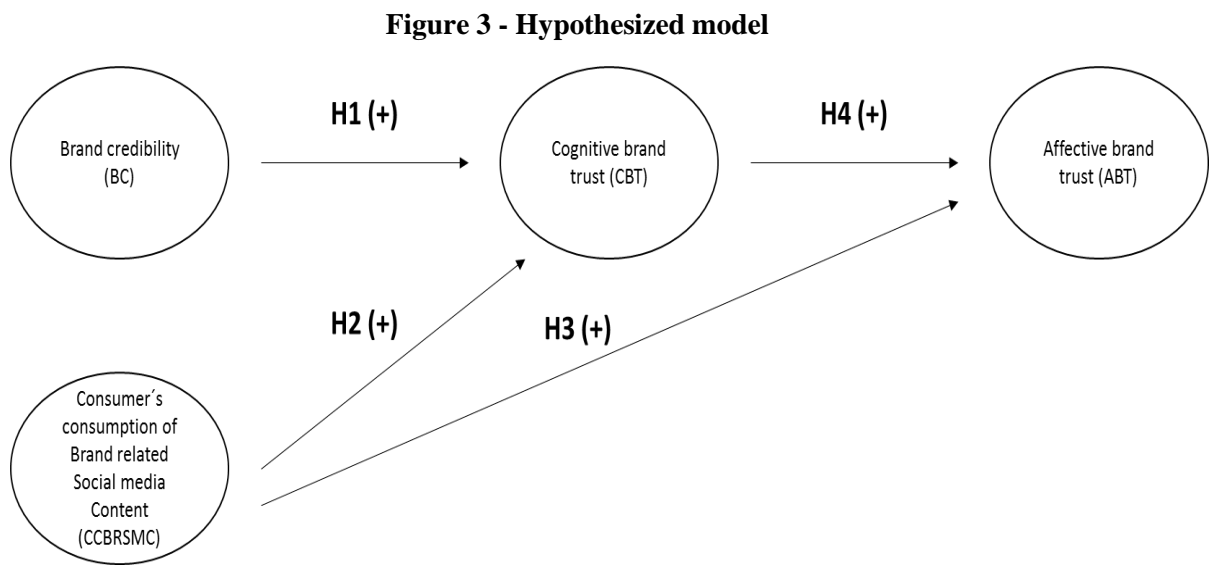 Figure 3 - Hypothesized model
H1 (+)
H4 (+)
Brand credibility
(BC)
Cognitive brand
trust (CBT)
Affective brand
trust (ABT)
H2 (+)
H3 (+)
Consumer´s
consumption of
Brand related
Social media
Content
(CCBRSMC)